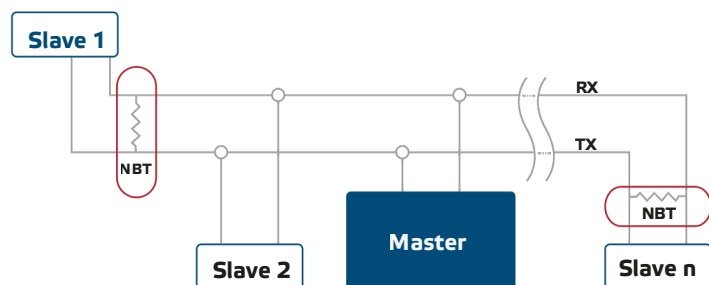 Slave 1
RX
TX
NBT
NBT
Master
Slave 2
Slave n